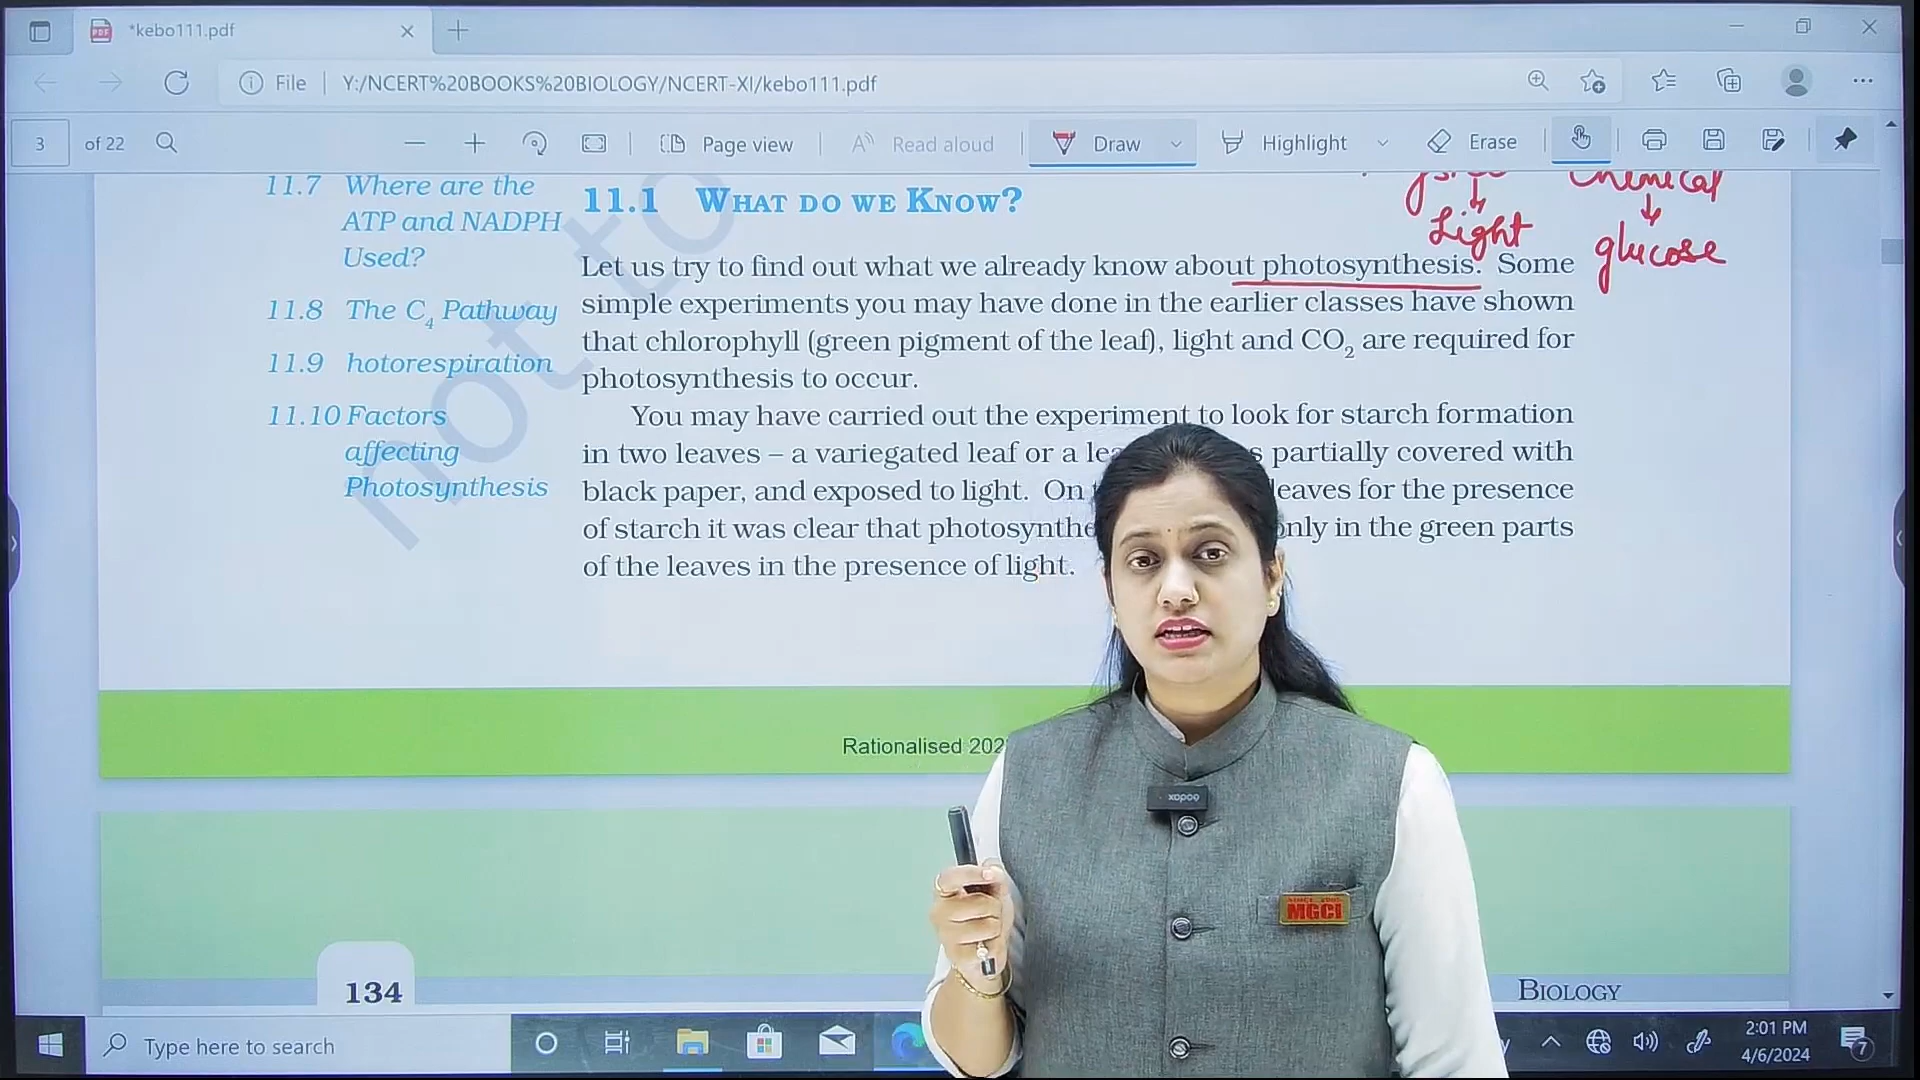 *kebo111.pdf
File
Y:/NCERT%20BOOKS%20BIOLOGY/NCERT-XI/kebo111.pdf
3 of 22
Page view
Read aloud
Draw
Highlight
Erase
11.7 Where are the
ATP and NADPH
Used?
11.8 The C4 Pathway
11.9 hotorespiration
11.10 Factors
affecting
Photosynthesis
not to
11.1 WHAT DO WE KNOW?
Chemical
Light
glucose
Let us try to find out what we already know about photosynthesis. Some
simple experiments you may have done in the earlier classes have shown
that chlorophyll (green pigment of the leaf), light and CO2 are required for
photosynthesis to occur.
You may have carried out the experiment to look for starch formation
in two leaves – a variegated leaf or a lea s partially covered with
black paper, and exposed to light. On leaves for the presence
of starch it was clear that photosynthe only in the green parts
of the leaves in the presence of light.
Rationalised 202
134
BIOLOGY
MGCI
Type here to search
2:01 PM
4/6/2024
7